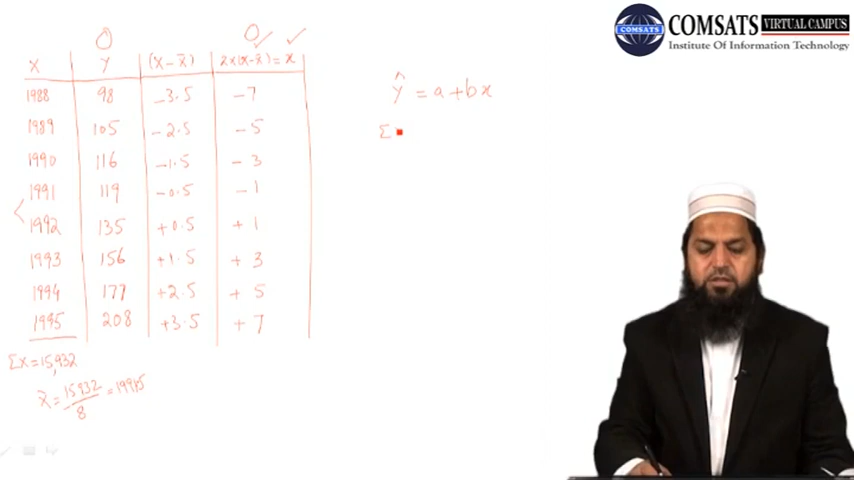 COMSATS VIRTUAL CAMPUS
Institute Of Information Technology
X Y (X - X̄) 2×(X-X̄) = x
1988 98 -3.5 -7
1989 105 -2.5 -5
1990 116 -1.5 -3
1991 119 -0.5 -1
1992 135 +0.5 +1
1993 156 +1.5 +3
1994 177 +2.5 +5
1995 208 +3.5 +7
ΣX = 15,932
X̄ = 15932/8 = 1991.5
Ŷ = a + bx
Σ